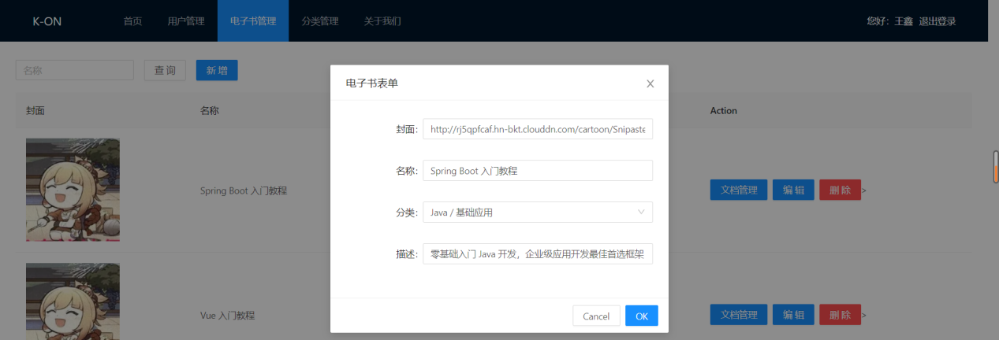 K-ON 首页 用户管理 电子书管理 分类管理 关于我们 您好：王鑫 退出登录
名称 查 询 新 增
电子书表单
封面 名称 Action
封面： http://rj5qpfcaf.hn-bkt.clouddn.com/cartoon/Snipaste
名称： Spring Boot 入门教程
Spring Boot 入门教程 文档管理 编 辑 删 除 >
分类： Java / 基础应用
描述： 零基础入门 Java 开发，企业级应用开发最佳首选框架
Vue 入门教程 文档管理 编 辑 删 除 >
Cancel OK